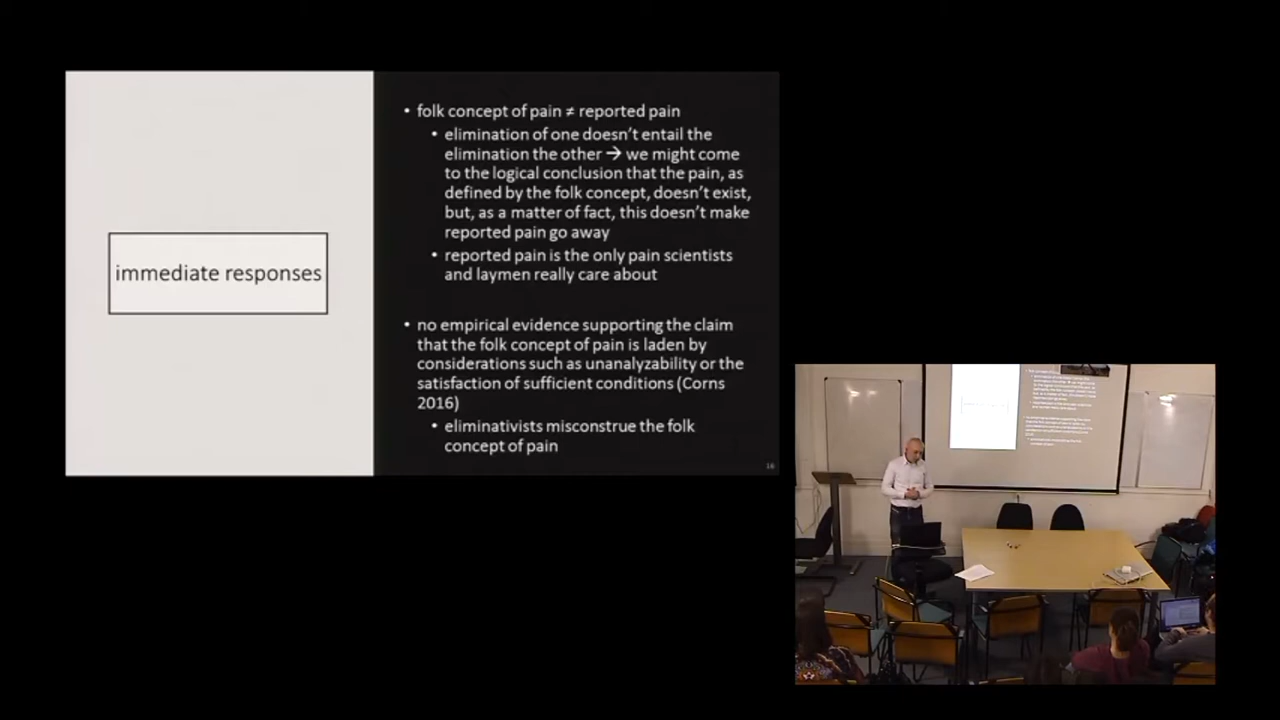 immediate responses
• folk concept of pain ≠ reported pain
• elimination of one doesn't entail the
elimination the other → we might come
to the logical conclusion that the pain, as
defined by the folk concept, doesn't exist,
but, as a matter of fact, this doesn't make
reported pain go away
• reported pain is the only pain scientists
and laymen really care about
• no empirical evidence supporting the claim
that the folk concept of pain is laden by
considerations such as unanalyzability or the
satisfaction of sufficient conditions (Corns
2016)
• eliminativists misconstrue the folk
concept of pain
16